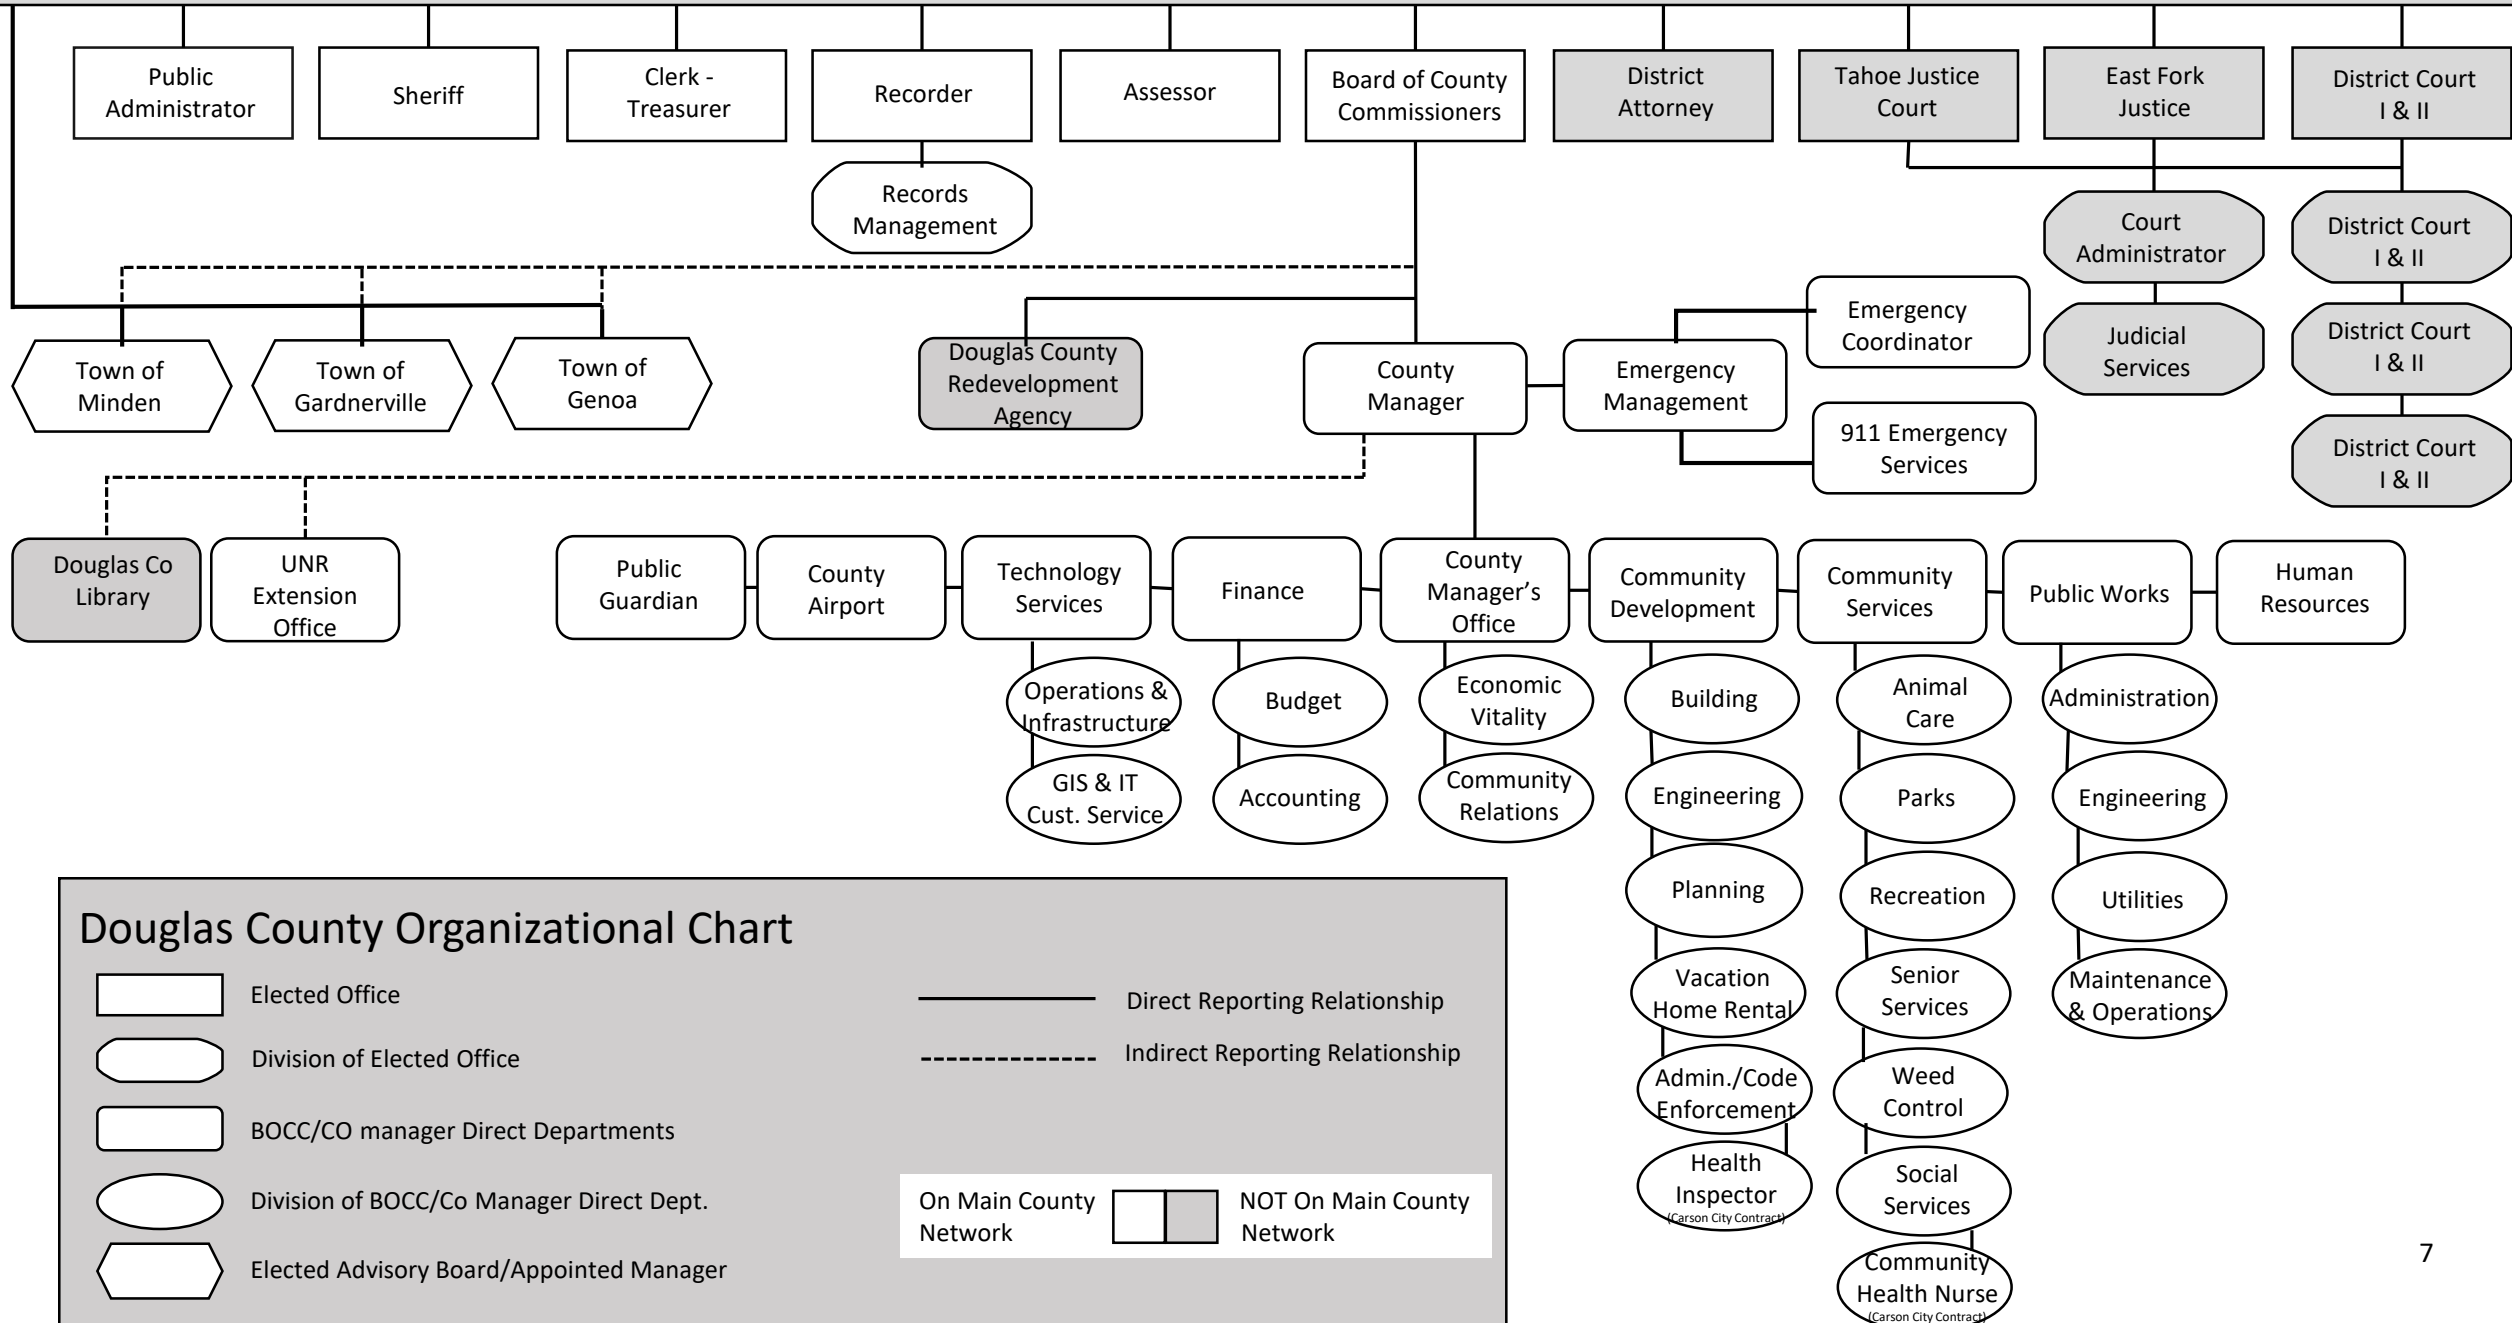 Public
Administrator
Sheriff
Clerk -
Treasurer
Recorder
Assessor
Board of County
Commissioners
District
Attorney
Tahoe Justice
Court
East Fork
Justice
District Court
I & II
Records
Management
Court
Administrator
District Court
I & II
Judicial
Services
District Court
I & II
District Court
I & II
Town of
Minden
Town of
Gardnerville
Town of
Genoa
Douglas County
Redevelopment
Agency
County
Manager
Emergency
Management
Emergency
Coordinator
911 Emergency
Services
Douglas Co
Library
UNR
Extension
Office
Public
Guardian
County
Airport
Technology
Services
Finance
County
Manager’s
Office
Community
Development
Community
Services
Public Works
Human
Resources
Operations &
Infrastructure
GIS & IT
Cust. Service
Budget
Accounting
Economic
Vitality
Community
Relations
Building
Engineering
Planning
Vacation
Home Rental
Admin./Code
Enforcement
Health
Inspector
(Carson City Contract)
Animal
Care
Parks
Recreation
Senior
Services
Weed
Control
Social
Services
Community
Health Nurse
(Carson City Contract)
Administration
Engineering
Utilities
Maintenance
& Operations
Douglas County Organizational Chart
Elected Office
Division of Elected Office
BOCC/CO manager Direct Departments
Division of BOCC/Co Manager Direct Dept.
Elected Advisory Board/Appointed Manager
Direct Reporting Relationship
Indirect Reporting Relationship
On Main County
Network
NOT On Main County
Network
7